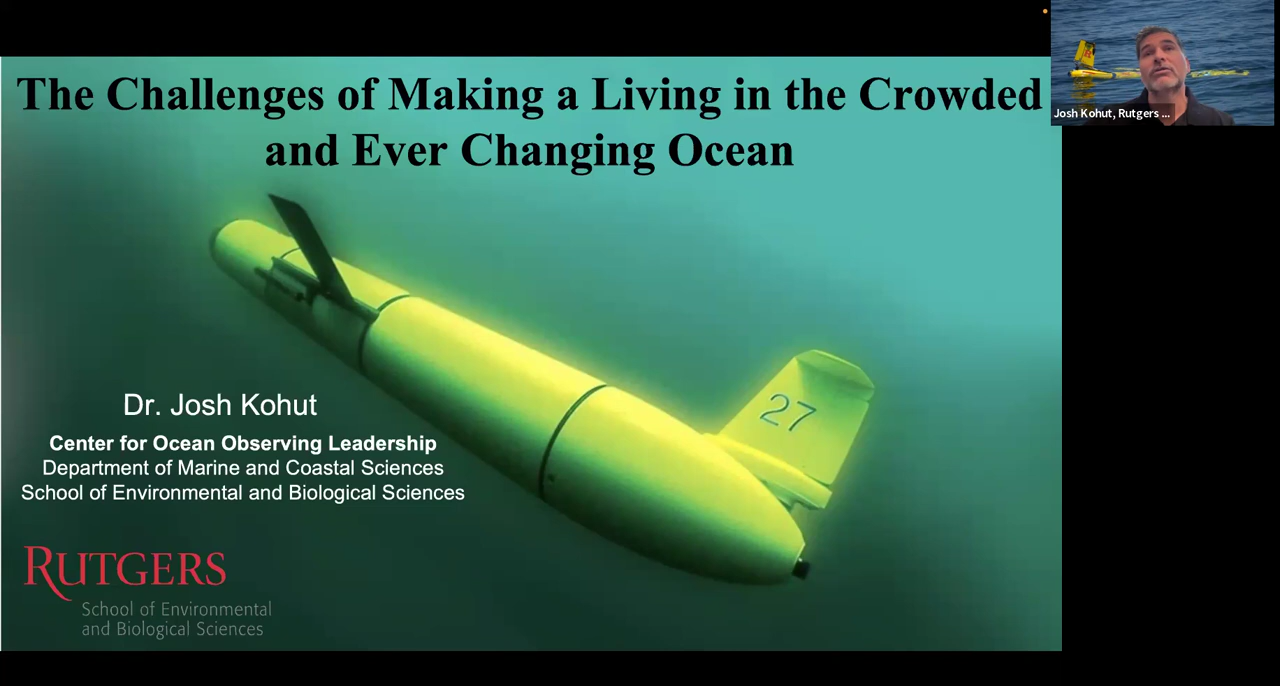 The Challenges of Making a Living in the Crowded
and Ever Changing Ocean
Josh Kohut, Rutgers ...
27
Dr. Josh Kohut
Center for Ocean Observing Leadership
Department of Marine and Coastal Sciences
School of Environmental and Biological Sciences
RUTGERS
School of Environmental
and Biological Sciences